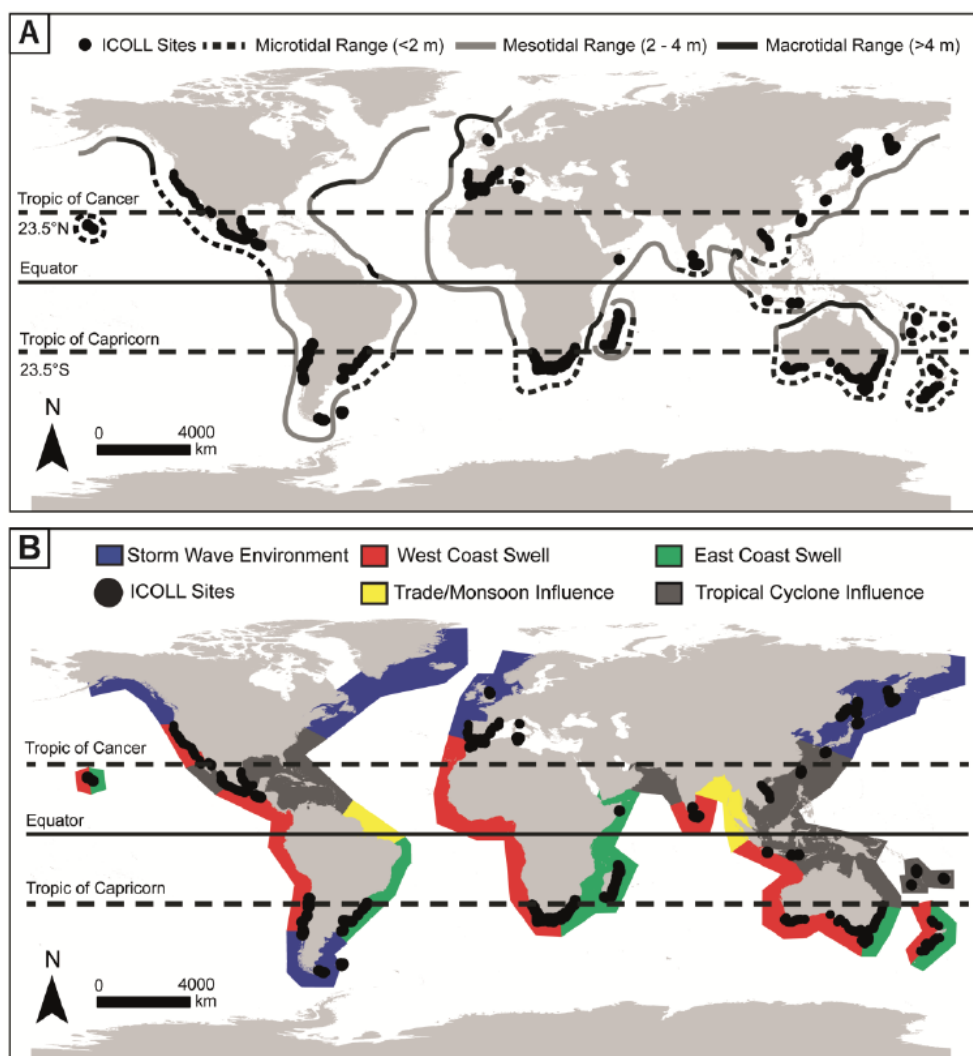 A
ICOLL Sites Microtidal Range (<2 m) Mesotidal Range (2 - 4 m) Macrotidal Range (>4 m)
Tropic of Cancer
23.5°N
Equator
Tropic of Capricorn
23.5°S
N
0 4000
km
B
Storm Wave Environment West Coast Swell East Coast Swell
ICOLL Sites Trade/Monsoon Influence Tropical Cyclone Influence
Tropic of Cancer
Equator
Tropic of Capricorn
N
0 4000
km